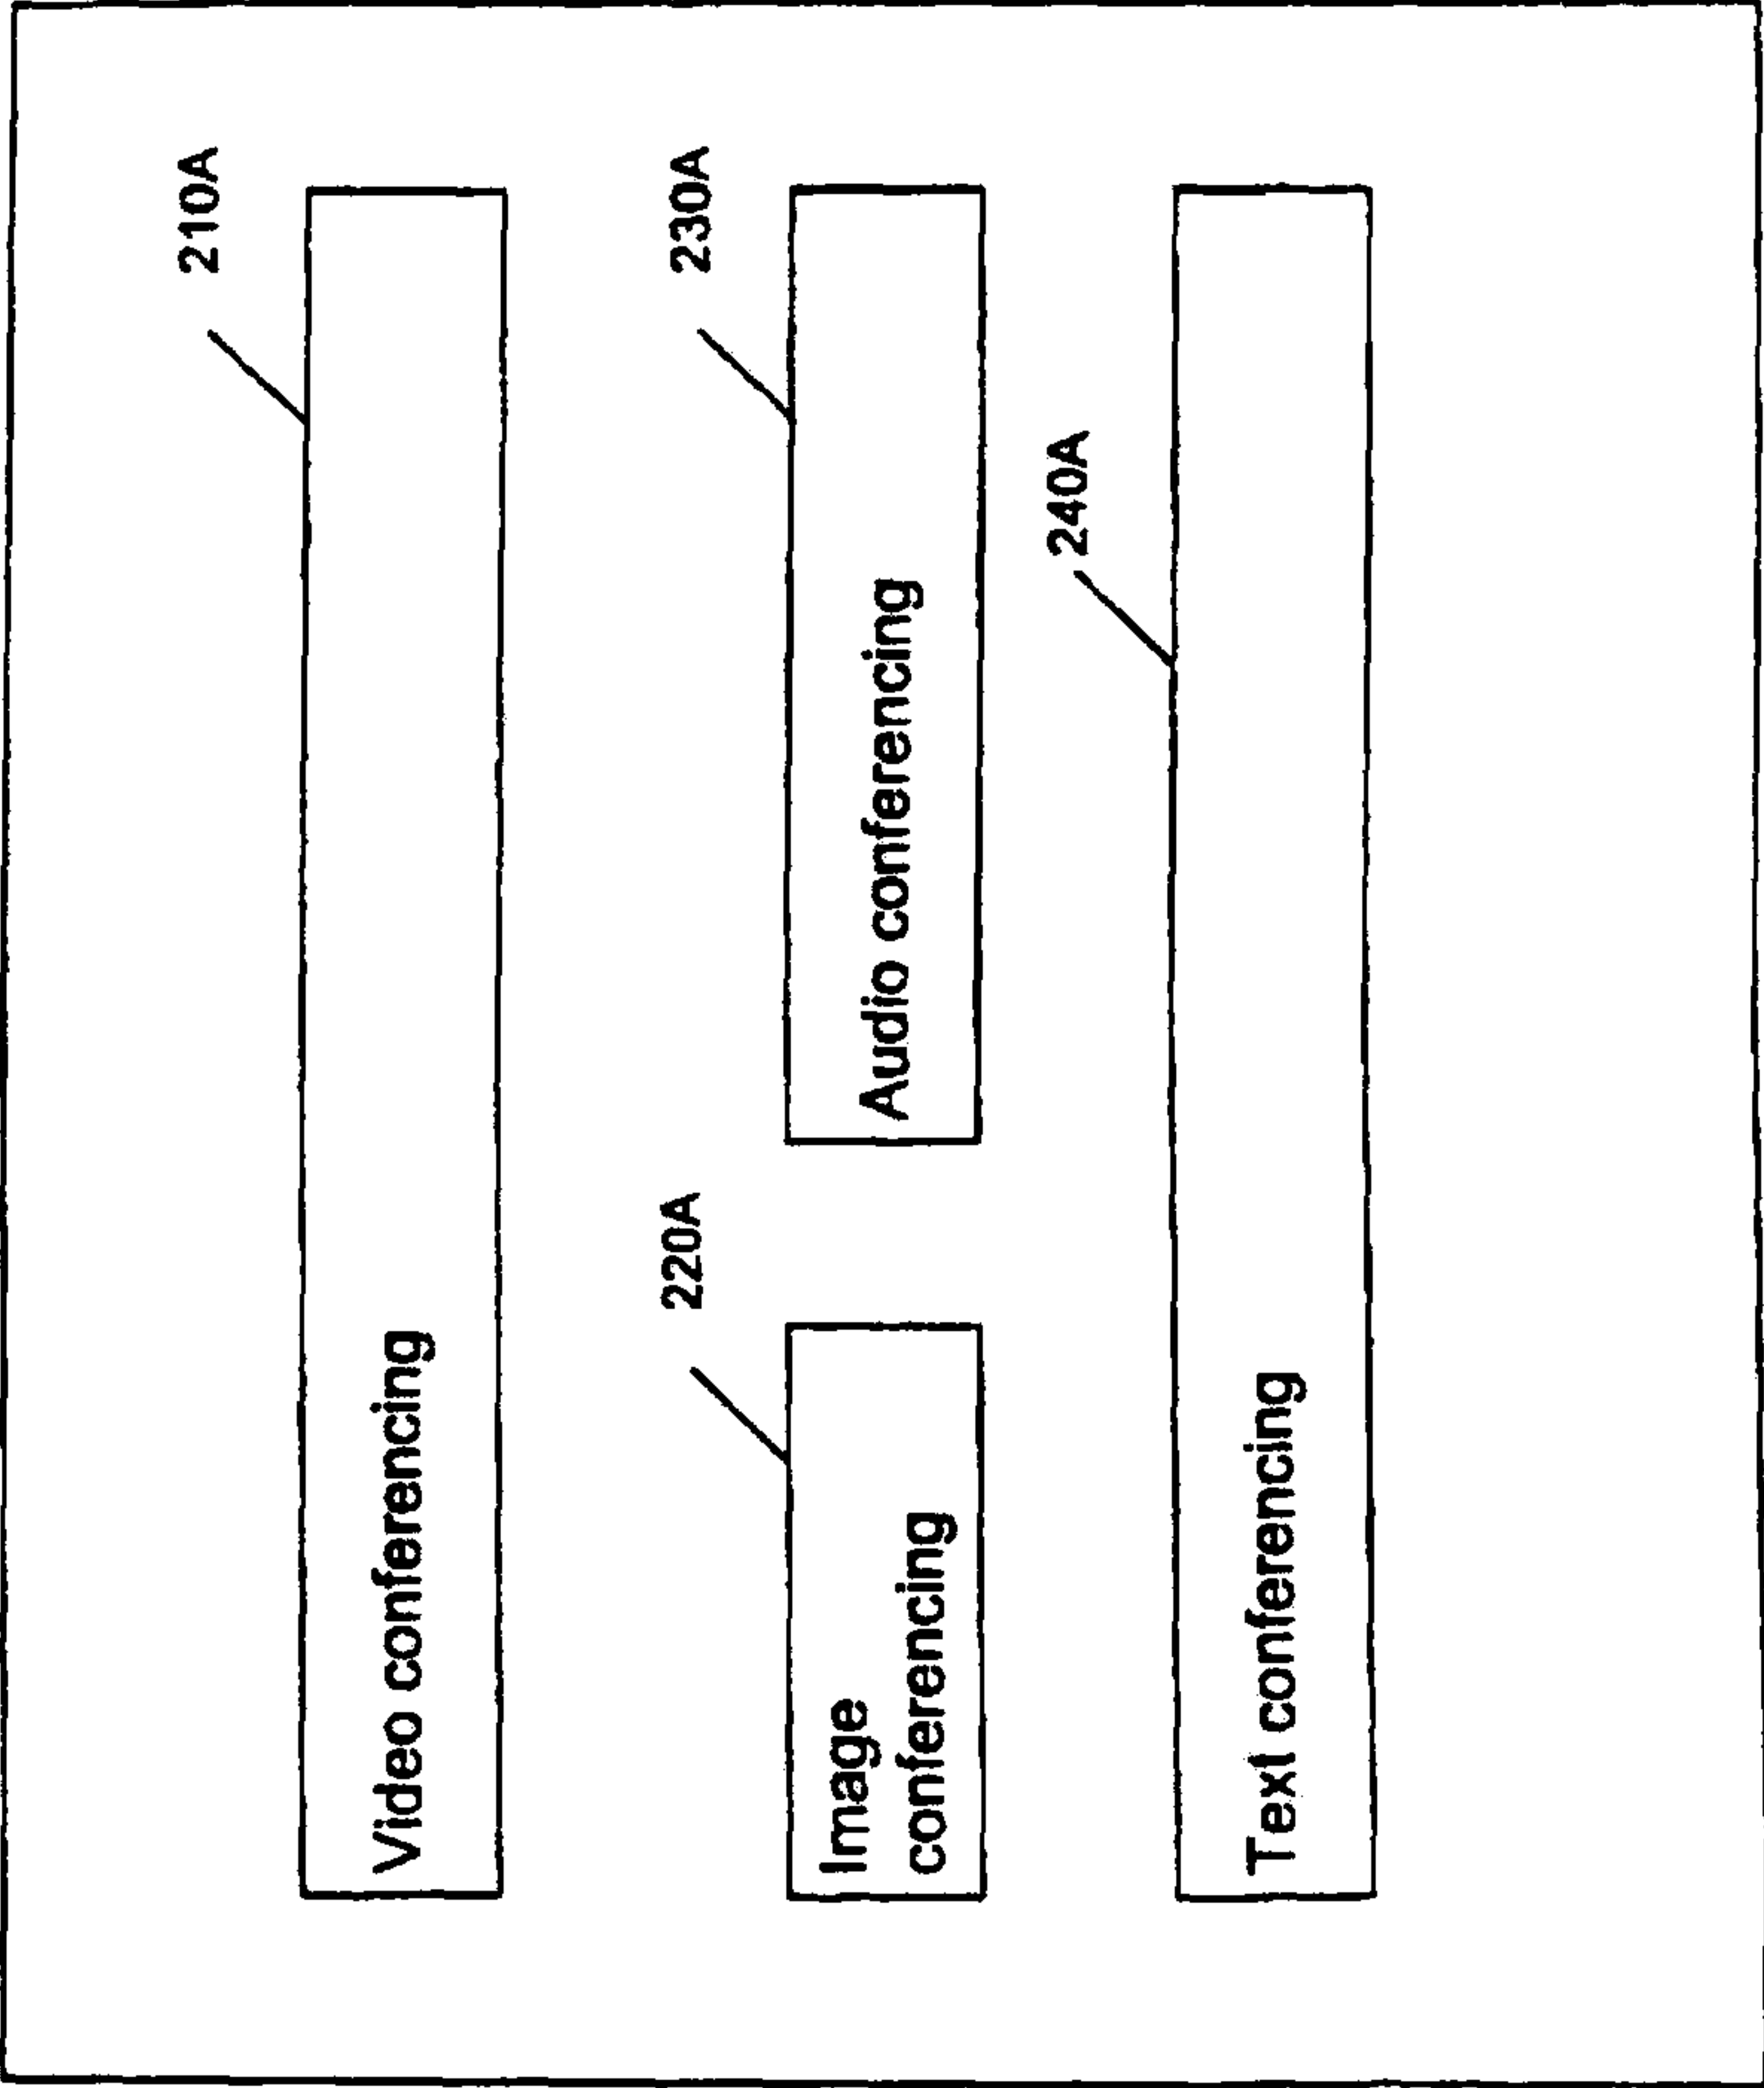 210A
Video conferencing
220A
230A
Image
conferencing
Audio conferencing
240A
Text conferencing